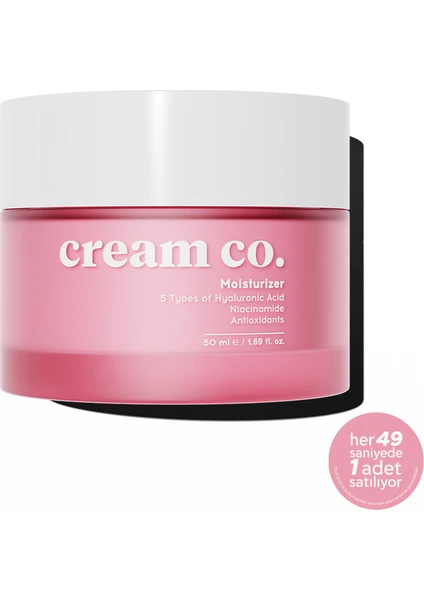 cream co.
Moisturizer
5 Types of Hyaluronic Acid
Niacinamide
Antioxidants
50 ml e / 1.69 fl. oz.
her 49
saniyede
1 adet
satılıyor